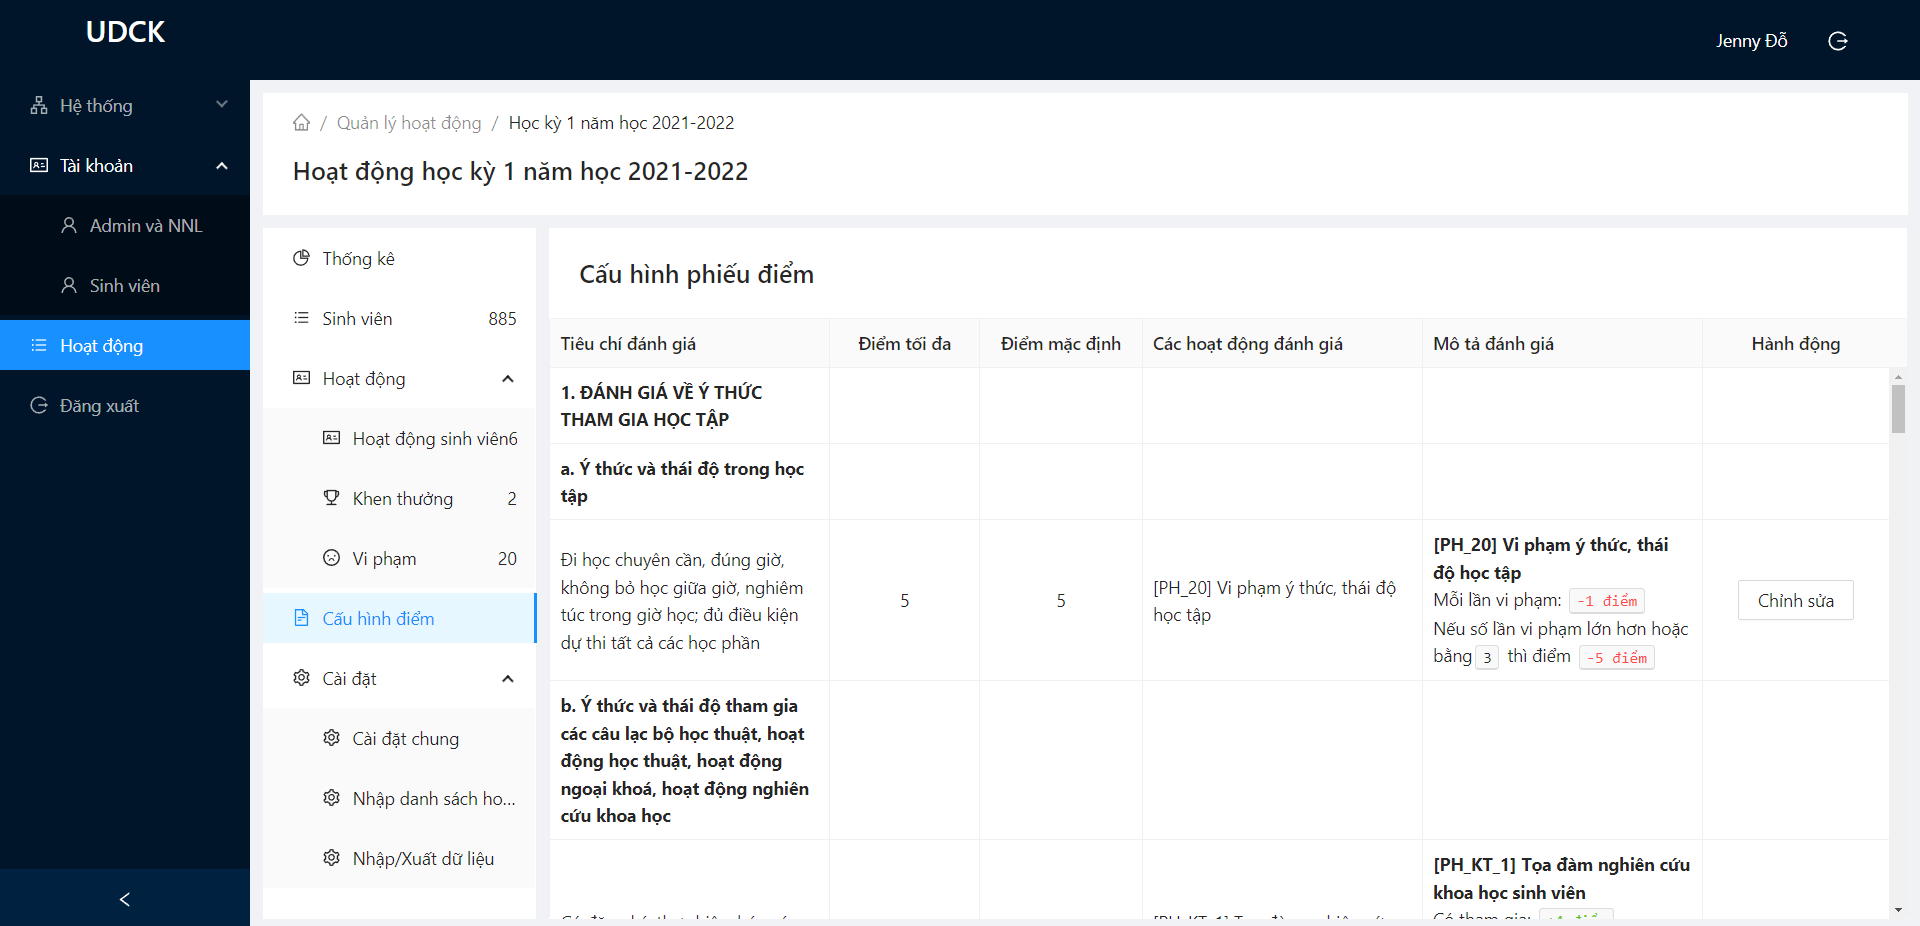 UDCK
Jenny Đỗ
Hệ thống
Tài khoản
Admin và NNL
Sinh viên
Hoạt động
Đăng xuất
/ Quản lý hoạt động / Học kỳ 1 năm học 2021-2022
Hoạt động học kỳ 1 năm học 2021-2022
Thống kê
Sinh viên 885
Hoạt động
Hoạt động sinh viên6
Khen thưởng 2
Vi phạm 20
Cấu hình điểm
Cài đặt
Cài đặt chung
Nhập danh sách ho...
Nhập/Xuất dữ liệu
Cấu hình phiếu điểm
Tiêu chí đánh giá Điểm tối đa Điểm mặc định Các hoạt động đánh giá Mô tả đánh giá Hành động
1. ĐÁNH GIÁ VỀ Ý THỨC
THAM GIA HỌC TẬP
a. Ý thức và thái độ trong học
tập
Đi học chuyên cần, đúng giờ,
không bỏ học giữa giờ, nghiêm
túc trong giờ học; đủ điều kiện
dự thi tất cả các học phần
5
5
[PH_20] Vi phạm ý thức, thái độ
học tập
[PH_20] Vi phạm ý thức, thái
độ học tập
Mỗi lần vi phạm: -1 điểm
Nếu số lần vi phạm lớn hơn hoặc
bằng 3 thì điểm -5 điểm
Chỉnh sửa
b. Ý thức và thái độ tham gia
các câu lạc bộ học thuật, hoạt
động học thuật, hoạt động
ngoại khoá, hoạt động nghiên
cứu khoa học
[PH_KT_1] Tọa đàm nghiên cứu
khoa học sinh viên